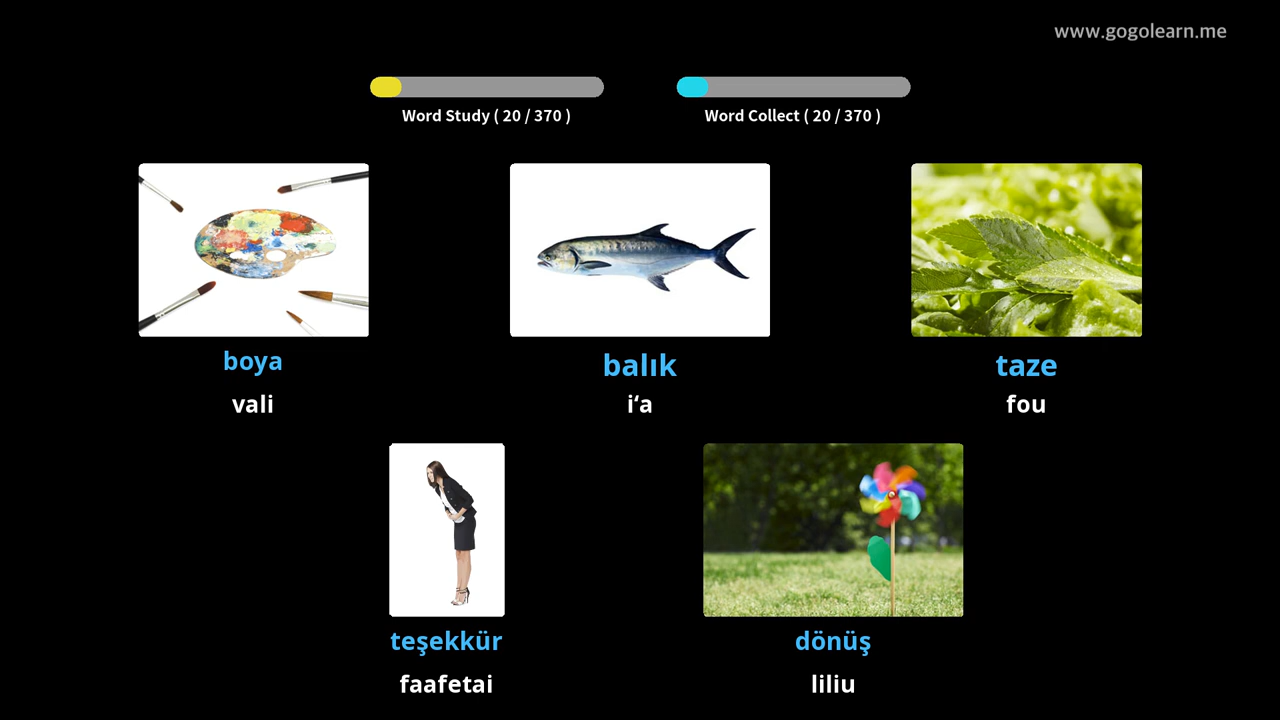 www.gogolearn.me
Word Study ( 20 / 370 )
Word Collect ( 20 / 370 )
boya
vali
balık
i‘a
taze
fou
teşekkür
faafetai
dönüş
liliu